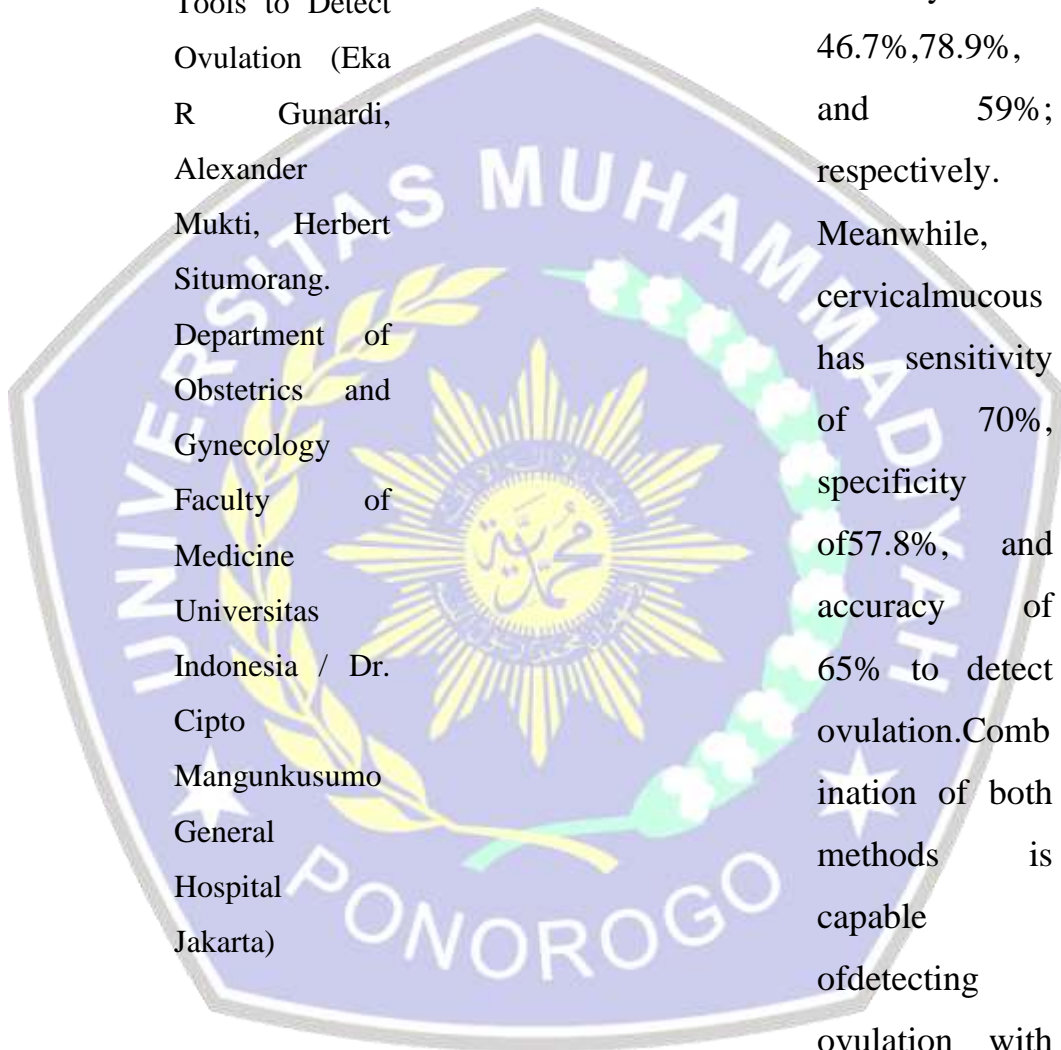 Tools to Detect
Ovulation (Eka
R Gunardi,
Alexander
Mukti, Herbert
Situmorang.
Department of
Obstetrics and
Gynecology
Faculty of
Medicine
Universitas
Indonesia / Dr.
Cipto
Mangunkusumo
General
Hospital
Jakarta)
46.7%,78.9%,
and 59%;
respectively.
Meanwhile,
cervicalmucous
has sensitivity
of 70%,
specificity
of57.8%, and
accuracy of
65% to detect
ovulation.Comb
ination of both
methods is
capable
ofdetecting
ovulation with
UNIVERSITAS MUHAMMADIYAH
PONOROGO
محمدية